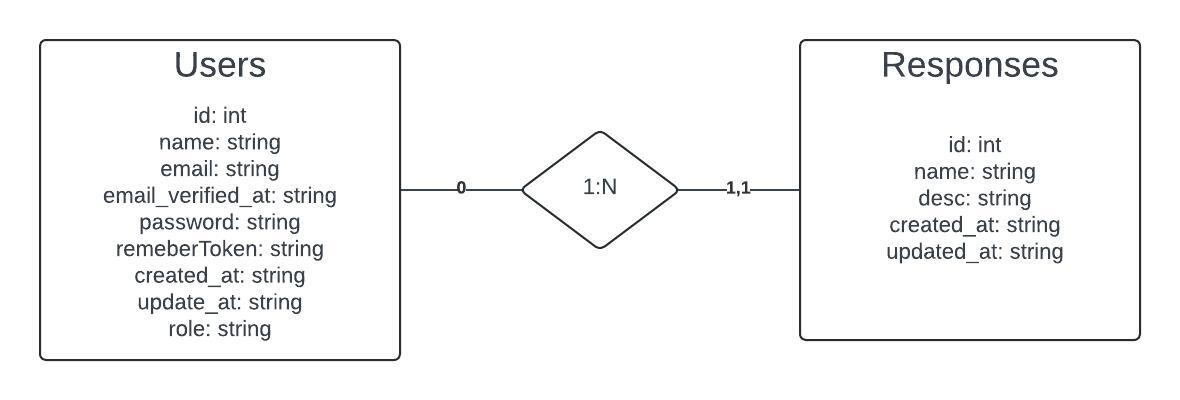 Users
id: int
name: string
email: string
email_verified_at: string
password: string
remeberToken: string
created_at: string
update_at: string
role: string
0
1:N
1,1
Responses
id: int
name: string
desc: string
created_at: string
updated_at: string